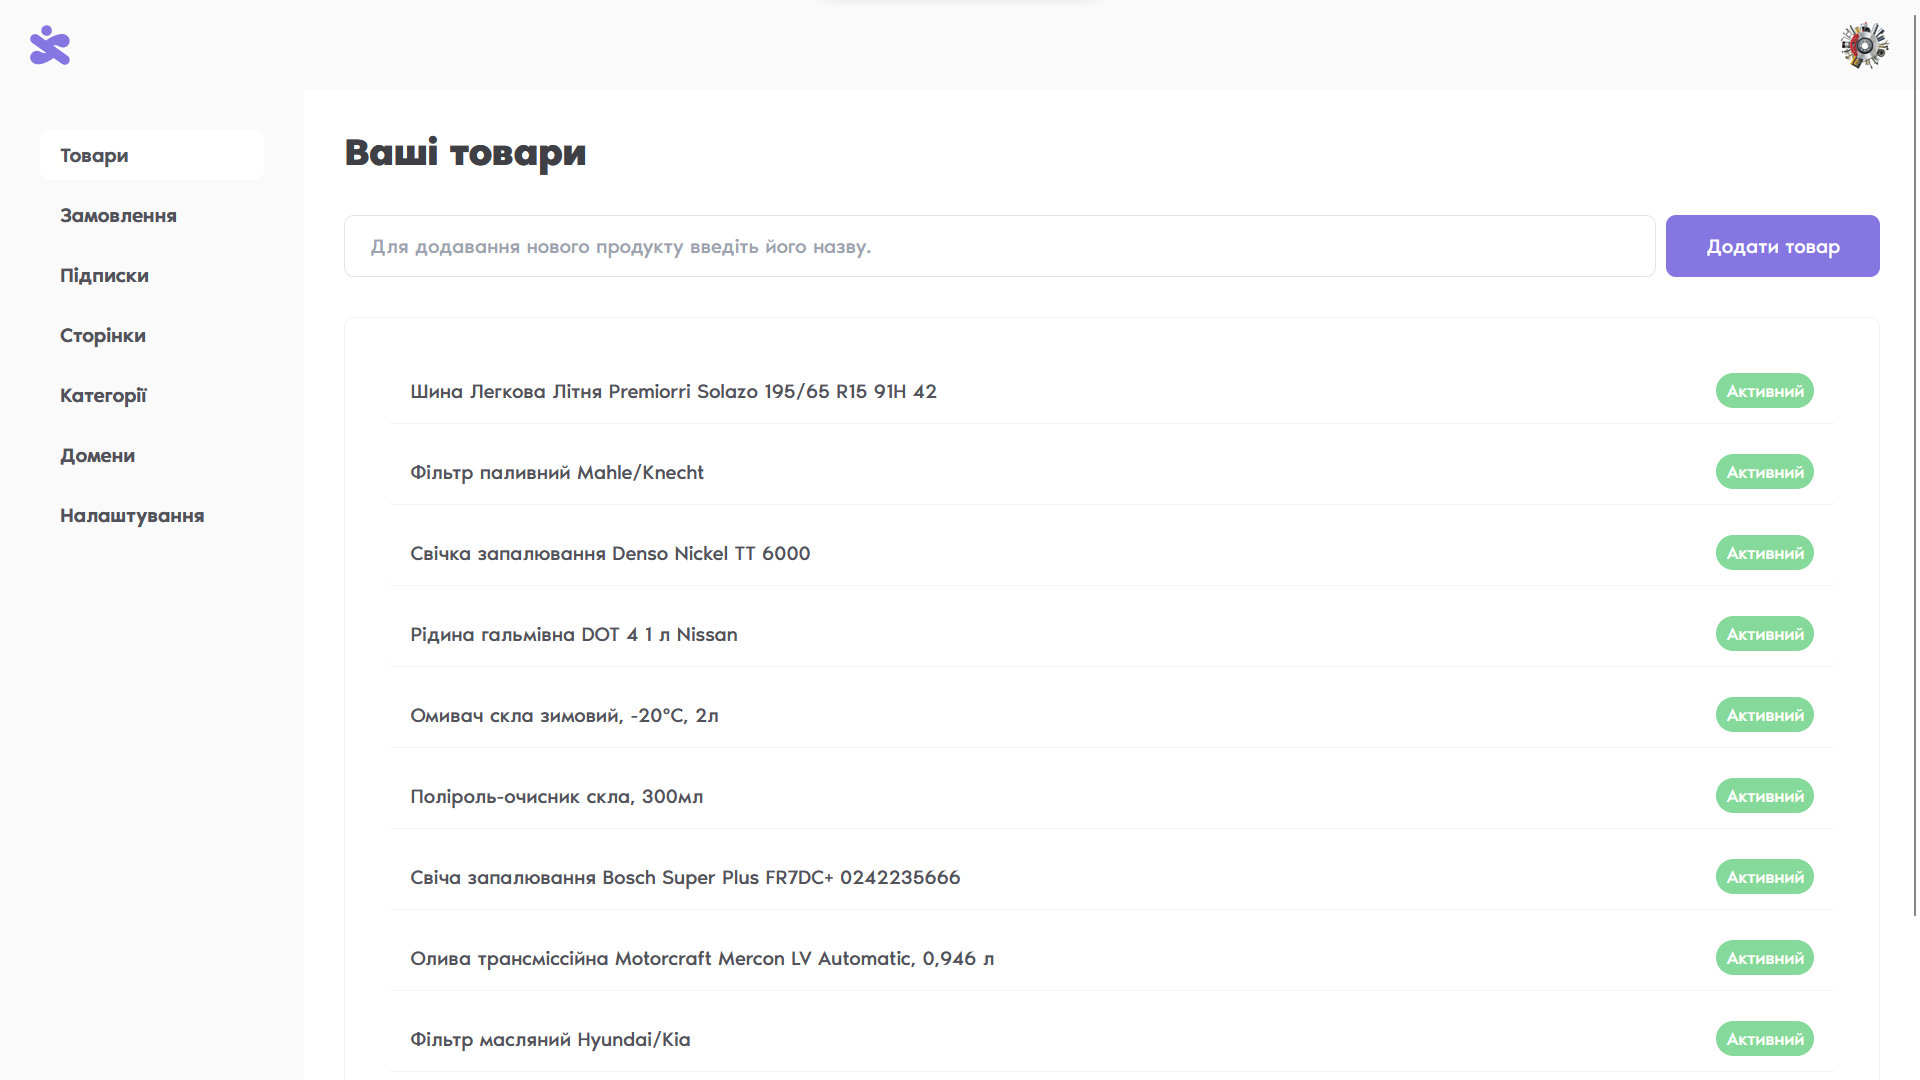 Товари
Замовлення
Підписки
Сторінки
Категорії
Домени
Налаштування
Ваші товари
Для додавання нового продукту введіть його назву.
Додати товар
Шина Легкова Літня Premiorri Solazo 195/65 R15 91H 42
Активний
Фільтр паливний Mahle/Knecht
Активний
Свічка запалювання Denso Nickel TT 6000
Активний
Рідина гальмівна DOT 4 1 л Nissan
Активний
Омивач скла зимовий, -20°C, 2л
Активний
Поліроль-очисник скла, 300мл
Активний
Свіча запалювання Bosch Super Plus FR7DC+ 0242235666
Активний
Олива трансміссійна Motorcraft Mercon LV Automatic, 0,946 л
Активний
Фільтр масляний Hyundai/Kia
Активний